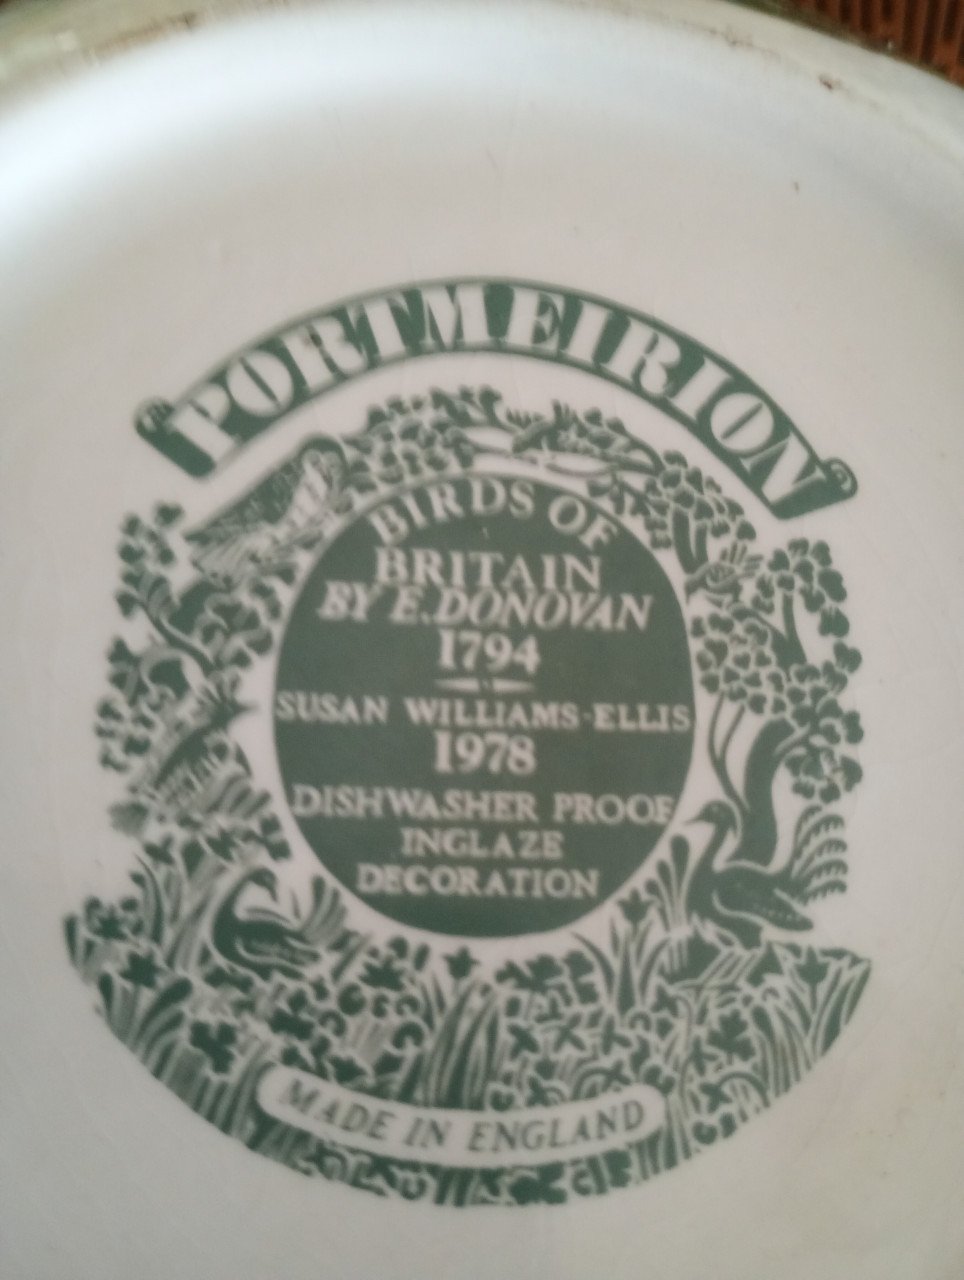 PORTMEIRION
BIRDS OF
BRITAIN
BY E.DONOVAN
1794
SUSAN WILLIAMS-ELLIS
1978
DISHWASHER PROOF
INGLAZE
DECORATION
MADE IN ENGLAND